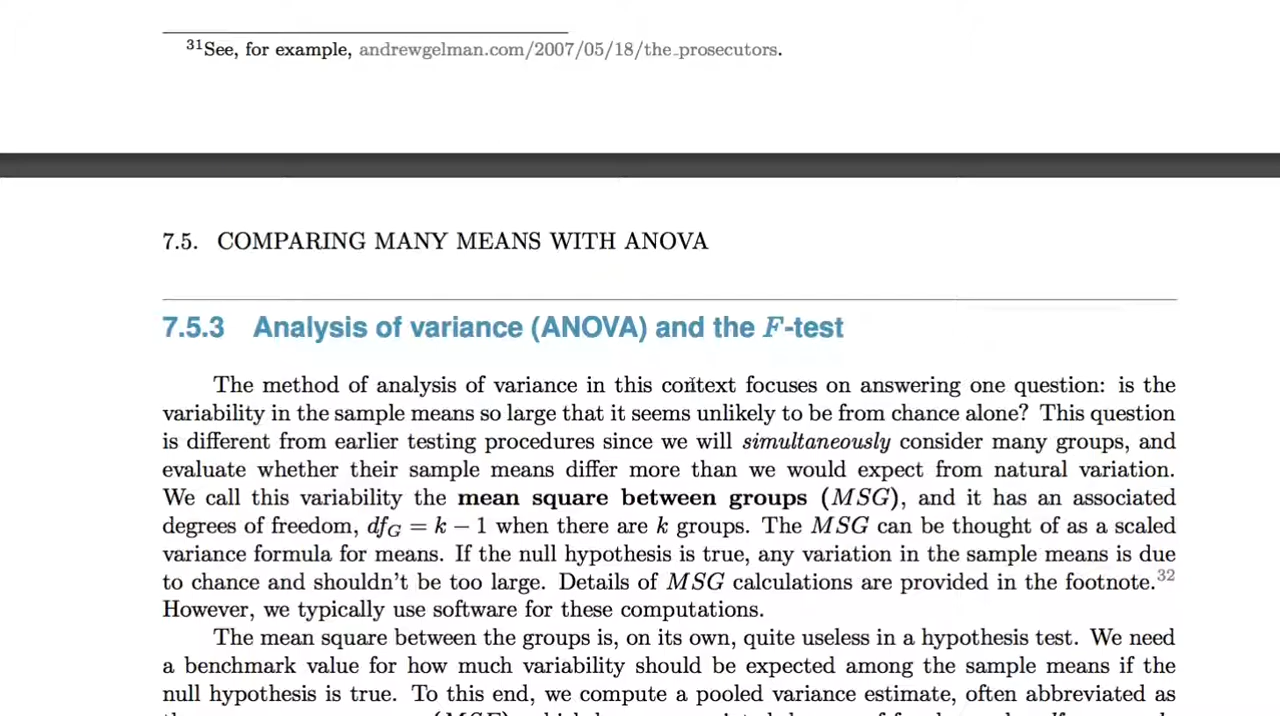 31See, for example, andrewgelman.com/2007/05/18/the_prosecutors.
7.5. COMPARING MANY MEANS WITH ANOVA
7.5.3 Analysis of variance (ANOVA) and the F-test
The method of analysis of variance in this context focuses on answering one question: is the
variability in the sample means so large that it seems unlikely to be from chance alone? This question
is different from earlier testing procedures since we will simultaneously consider many groups, and
evaluate whether their sample means differ more than we would expect from natural variation.
We call this variability the mean square between groups (MSG), and it has an associated
degrees of freedom, dfG = k − 1 when there are k groups. The MSG can be thought of as a scaled
variance formula for means. If the null hypothesis is true, any variation in the sample means is due
to chance and shouldn't be too large. Details of MSG calculations are provided in the footnote.32
However, we typically use software for these computations.
The mean square between the groups is, on its own, quite useless in a hypothesis test. We need
a benchmark value for how much variability should be expected among the sample means if the
null hypothesis is true. To this end, we compute a pooled variance estimate, often abbreviated as